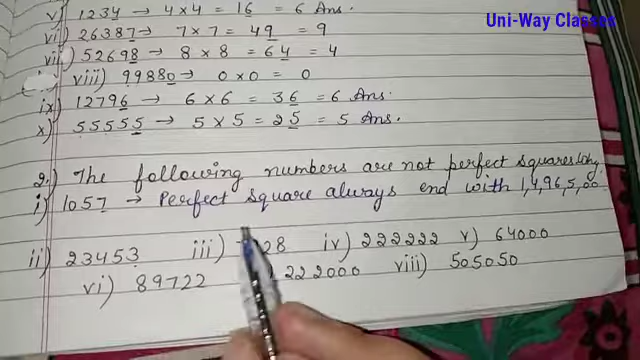 Uni-Way Classes
v) 1234 → 4×4 = 16 = 6 Ans.
vi) 26387 → 7×7 = 49 = 9
vii) 52698 → 8×8 = 64 = 4
viii) 99880 → 0×0 = 0
ix) 12796 → 6×6 = 36 = 6 Ans.
x) 55555 → 5×5 = 25 = 5 Ans.
2.) The following numbers are not perfect squares why.
i) 1057 → Perfect square always end with 1,4,96,5,00.
ii) 23453 iii) 28 iv) 222222 v) 64000
vi) 89722 222000 viii) 505050